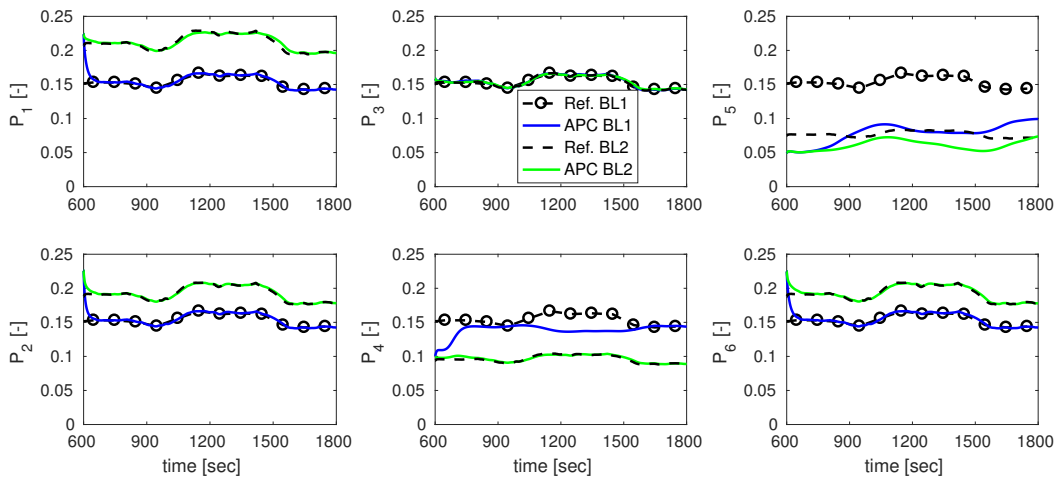 0.25 0.2 0.15 0.1 0.05 0
P1 [-]
600 900 1200 1500 1800
0.25 0.2 0.15 0.1 0.05 0
P3 [-]
600 900 1200 1500 1800
Ref. BL1
APC BL1
Ref. BL2
APC BL2
0.25 0.2 0.15 0.1 0.05 0
P5 [-]
600 900 1200 1500 1800
0.25 0.2 0.15 0.1 0.05 0
P2 [-]
600 900 1200 1500 1800
time [sec]
0.25 0.2 0.15 0.1 0.05 0
P4 [-]
600 900 1200 1500 1800
time [sec]
0.25 0.2 0.15 0.1 0.05 0
P6 [-]
600 900 1200 1500 1800
time [sec]